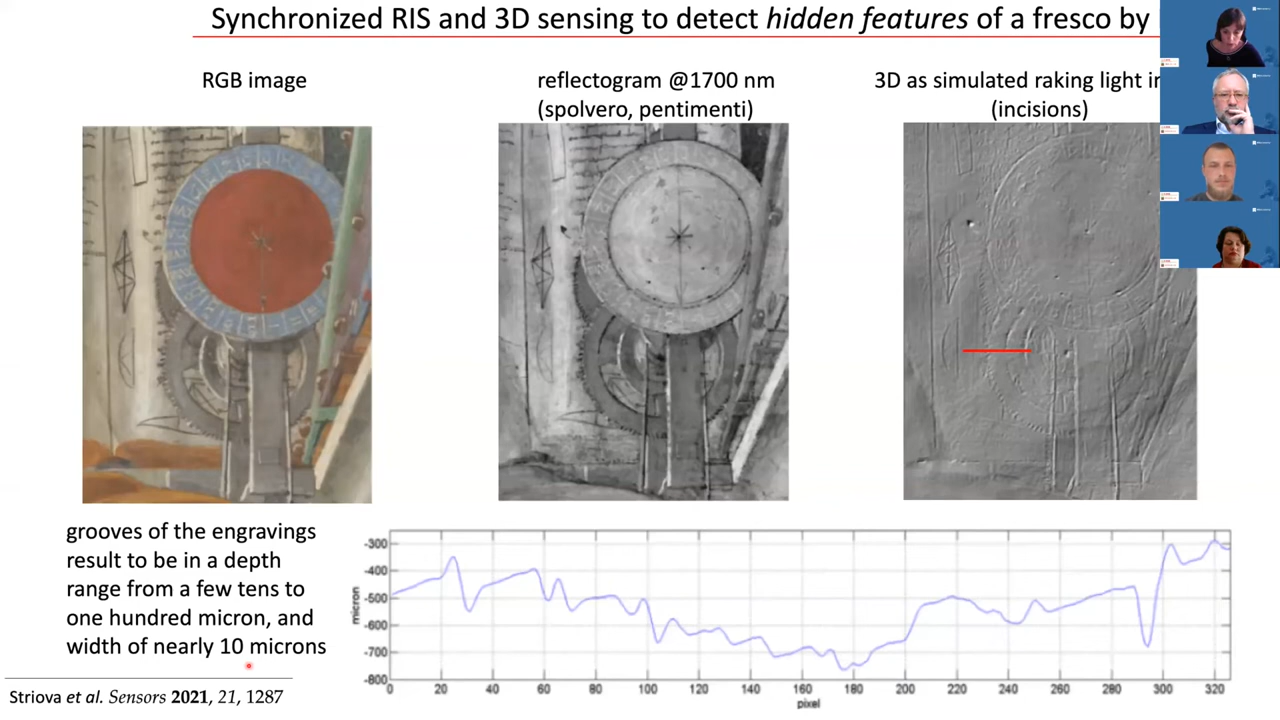 Synchronized RIS and 3D sensing to detect hidden features of a fresco by
RGB image
reflectogram @1700 nm
(spolvero, pentimenti)
3D as simulated raking light
(incisions)
grooves of the engravings
result to be in a depth
range from a few tens to
one hundred micron, and
width of nearly 10 microns
Striova et al. Sensors 2021, 21, 1287
micron
-300
-400
-500
-600
-700
-800
0 20 40 60 80 100 120 140 160 180 200 220 240 260 280 300 320
pixel